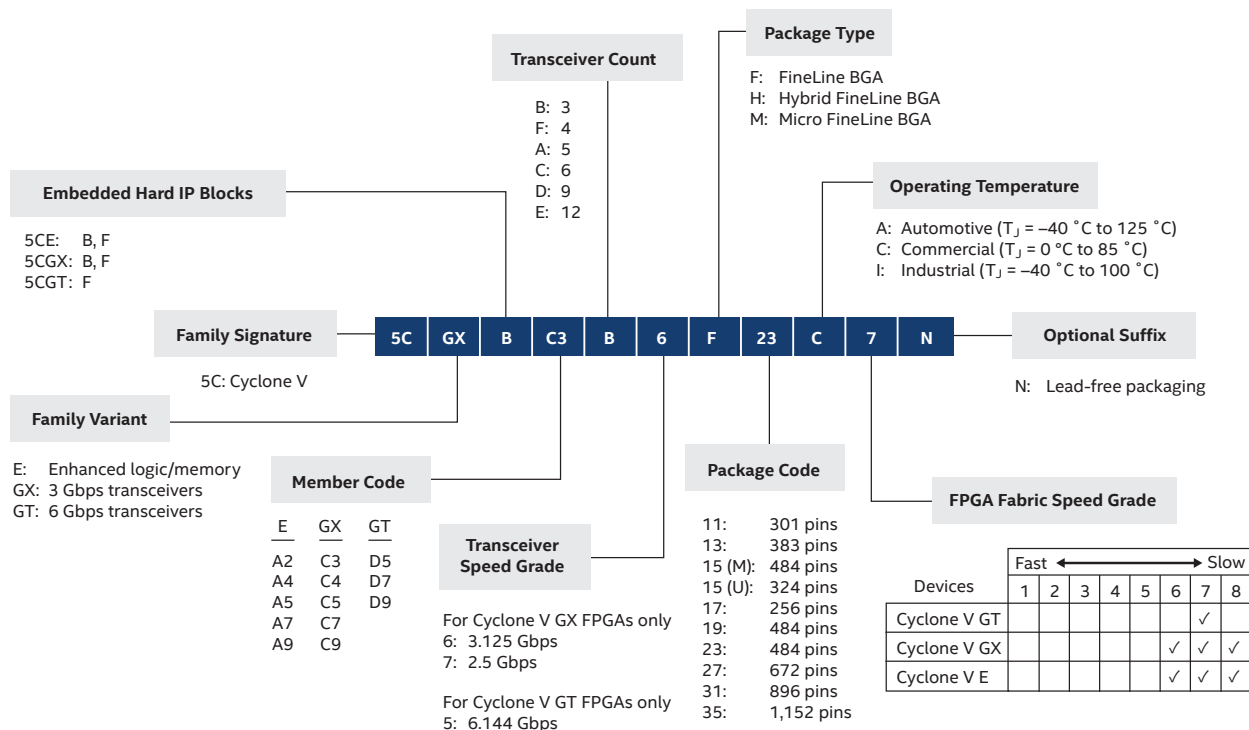 Package Type
F: FineLine BGA
H: Hybrid FineLine BGA
M: Micro FineLine BGA
Transceiver Count
B: 3
F: 4
A: 5
C: 6
D: 9
E: 12
Embedded Hard IP Blocks
5CE: B, F
5CGX: B, F
5CGT: F
Operating Temperature
A: Automotive (TJ = –40 ˚C to 125 ˚C)
C: Commercial (TJ = 0 °C to 85 ˚C)
I: Industrial (TJ = –40 ˚C to 100 ˚C)
Family Signature
5C: Cyclone V
5C GX B C3 B 6 F 23 C 7 N
Optional Suffix
N: Lead-free packaging
Family Variant
E: Enhanced logic/memory
GX: 3 Gbps transceivers
GT: 6 Gbps transceivers
Member Code
E GX GT
A2 C3 D5
A4 C4 D7
A5 C5 D9
A7 C7
A9 C9
Transceiver
Speed Grade
For Cyclone V GX FPGAs only
6: 3.125 Gbps
7: 2.5 Gbps
For Cyclone V GT FPGAs only
5: 6.144 Gbps
Package Code
11: 301 pins
13: 383 pins
15 (M): 484 pins
15 (U): 324 pins
17: 256 pins
19: 484 pins
23: 484 pins
27: 672 pins
31: 896 pins
35: 1,152 pins
FPGA Fabric Speed Grade
Fast Slow
Devices 1 2 3 4 5 6 7 8
Cyclone V GT ✓
Cyclone V GX ✓ ✓ ✓
Cyclone V E ✓ ✓ ✓